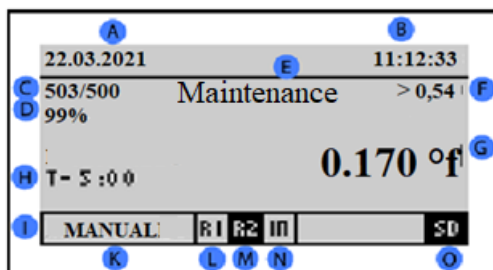 A B
22.03.2021 11:12:33
E
C 503/500 Maintenance > 0,54 F
D 99%
0.170 °f G
H T- 5:00
I MANUAL R1 R2 IN SD
K L M N O